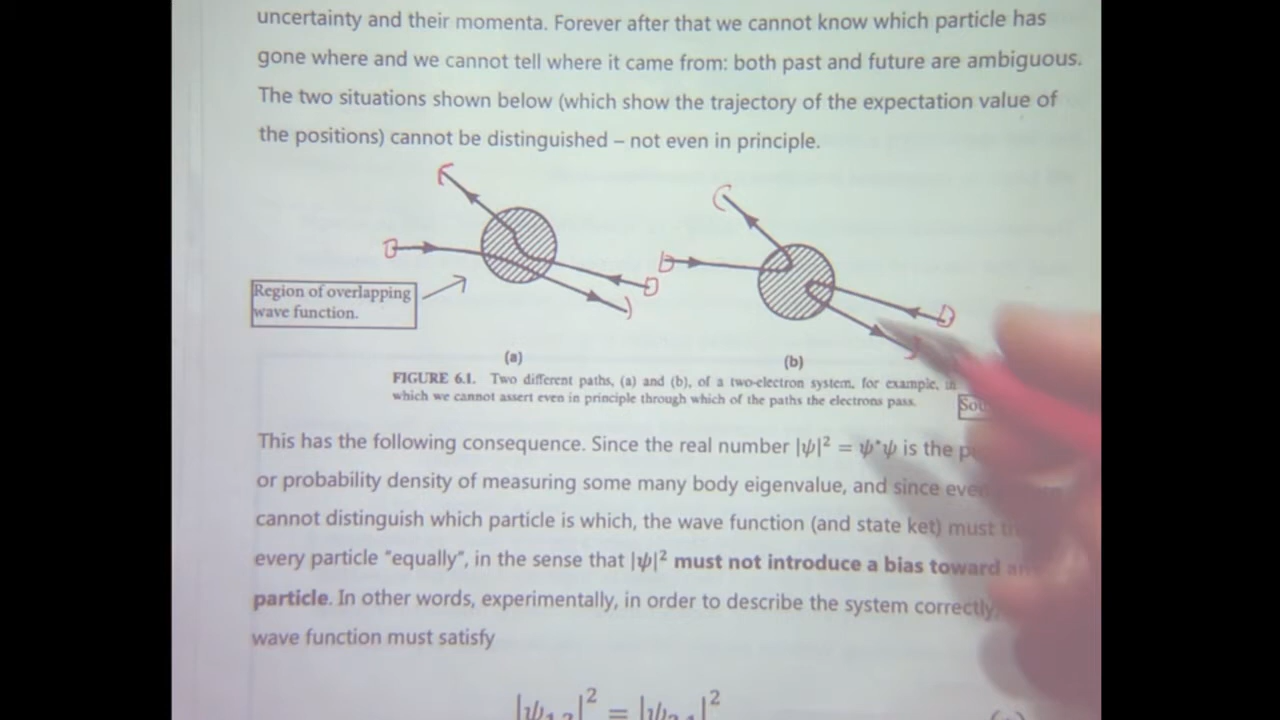 uncertainty and their momenta. Forever after that we cannot know which particle has
gone where and we cannot tell where it came from: both past and future are ambiguous.
The two situations shown below (which show the trajectory of the expectation value of
the positions) cannot be distinguished – not even in principle.
Region of overlapping
wave function.
(a)
(b)
FIGURE 6.1. Two different paths, (a) and (b), of a two-electron system, for example, in
which we cannot assert even in principle through which of the paths the electrons pass.
This has the following consequence. Since the real number |ψ|² = ψ*ψ is the
or probability density of measuring some many body eigenvalue, and since
cannot distinguish which particle is which, the wave function (and state ket) must
every particle "equally", in the sense that |ψ|² must not introduce a bias toward
particle. In other words, experimentally, in order to describe the system correctly,
wave function must satisfy